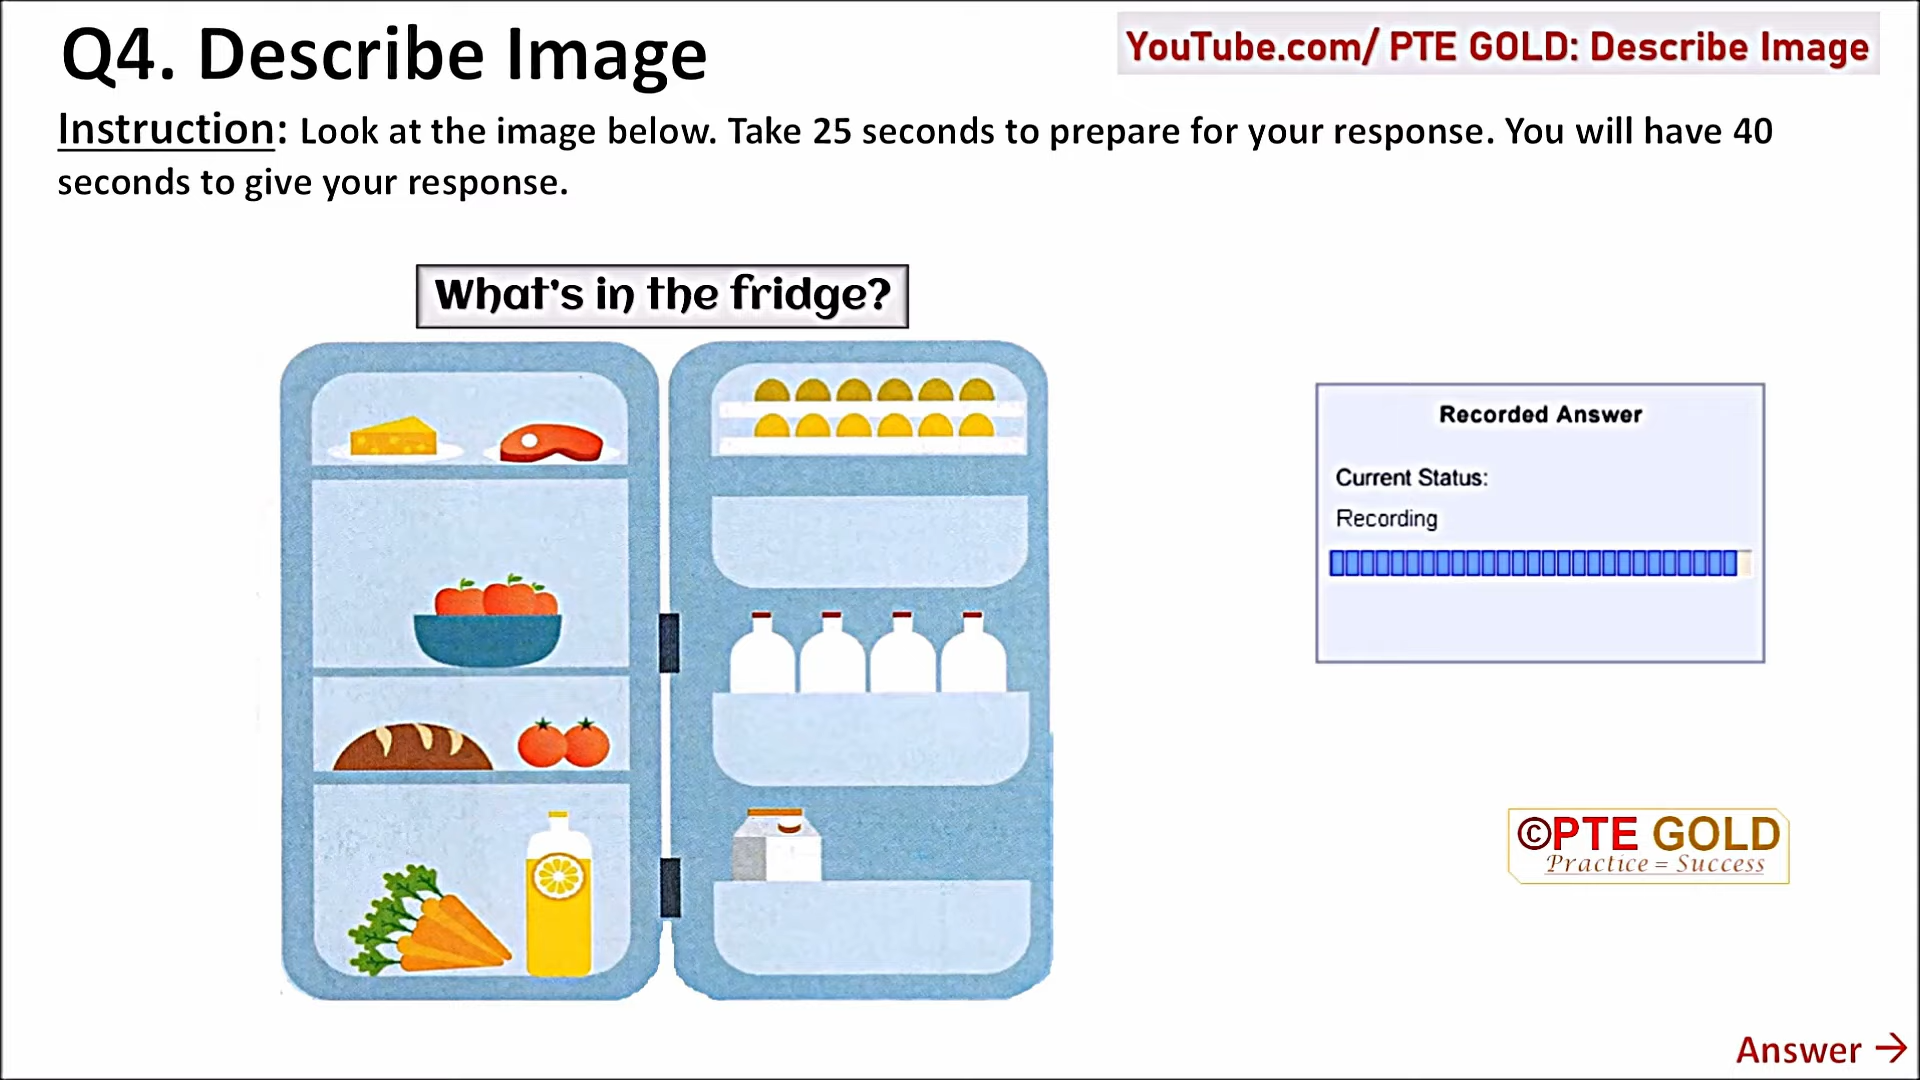 Q4. Describe Image
YouTube.com/ PTE GOLD: Describe Image
Instruction: Look at the image below. Take 25 seconds to prepare for your response. You will have 40
seconds to give your response.
What's in the fridge?
Recorded Answer
Current Status:
Recording
©PTE GOLD
Practice = Success
Answer →